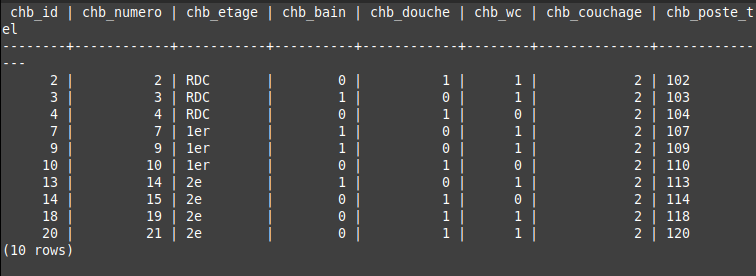 chb_id | chb_numero | chb_etage | chb_bain | chb_douche | chb_wc | chb_couchage | chb_poste_t
el
--------+------------+-----------+----------+------------+--------+--------------+------------
---
      2 |          2 | RDC       |        0 |          1 |      1 |            2 | 102
      3 |          3 | RDC       |        1 |          0 |      1 |            2 | 103
      4 |          4 | RDC       |        0 |          1 |      0 |            2 | 104
      7 |          7 | 1er       |        1 |          0 |      1 |            2 | 107
      9 |          9 | 1er       |        1 |          0 |      1 |            2 | 109
     10 |         10 | 1er       |        0 |          1 |      0 |            2 | 110
     13 |         14 | 2e        |        1 |          0 |      1 |            2 | 113
     14 |         15 | 2e        |        0 |          1 |      0 |            2 | 114
     18 |         19 | 2e        |        0 |          1 |      1 |            2 | 118
     20 |         21 | 2e        |        0 |          1 |      1 |            2 | 120
(10 rows)